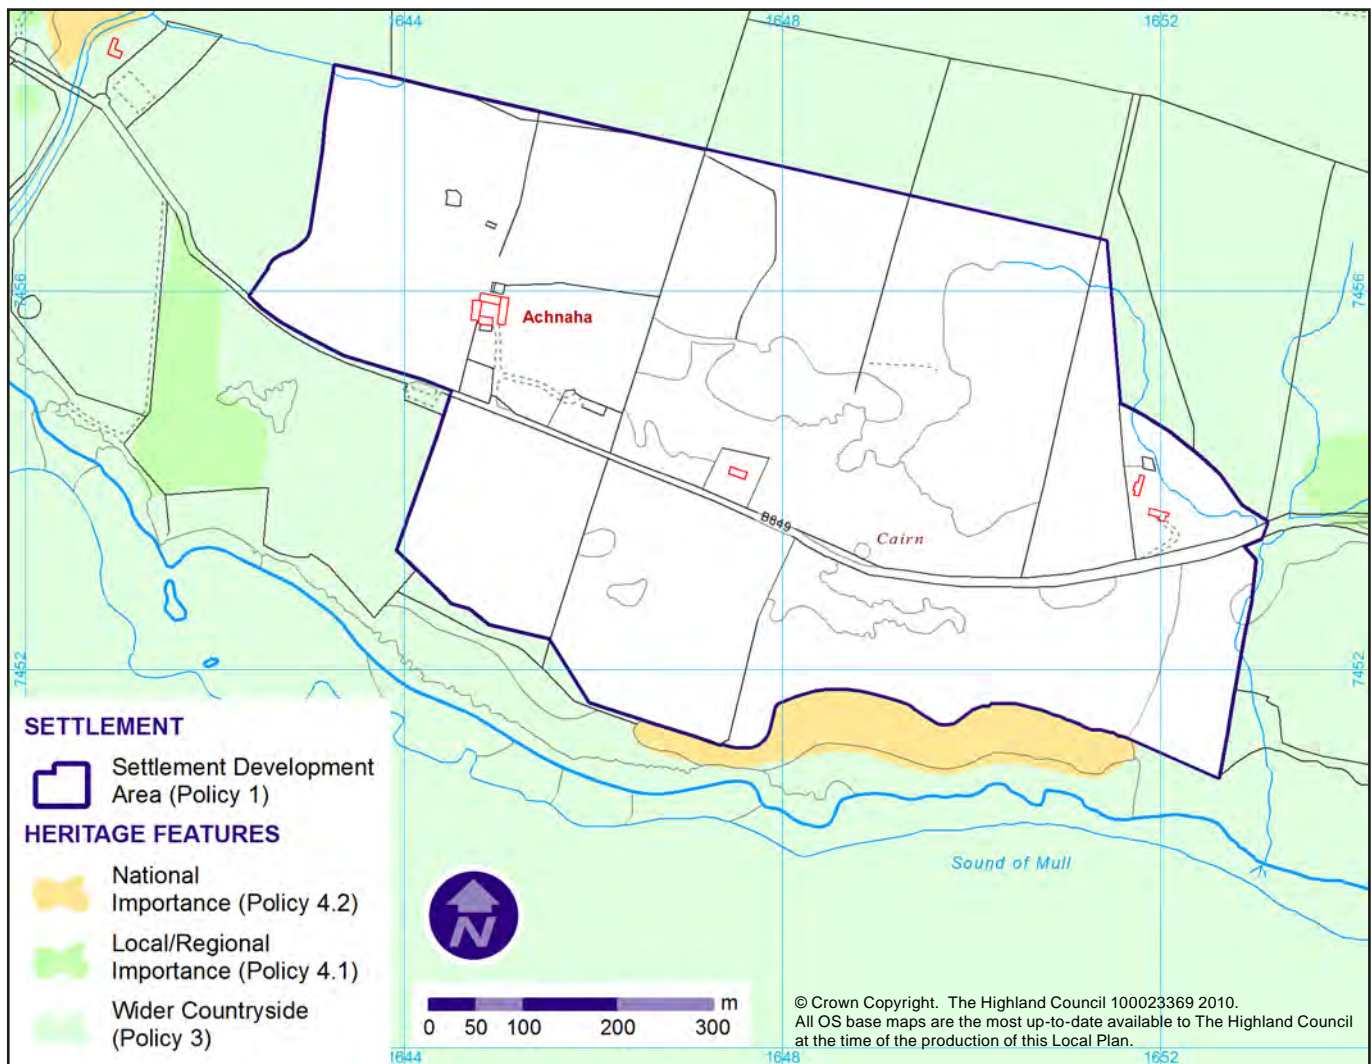 1644
1648
1652
7456
7456
Achnaha
B849
Cairn
7452
7452
SETTLEMENT
Settlement Development
Area (Policy 1)
HERITAGE FEATURES
National
Importance (Policy 4.2)
Local/Regional
Importance (Policy 4.1)
Wider Countryside
(Policy 3)
Sound of Mull
N
m
0 50 100 200 300
© Crown Copyright. The Highland Council 100023369 2010.
All OS base maps are the most up-to-date available to The Highland Council
at the time of the production of this Local Plan.
1644
1648
1652